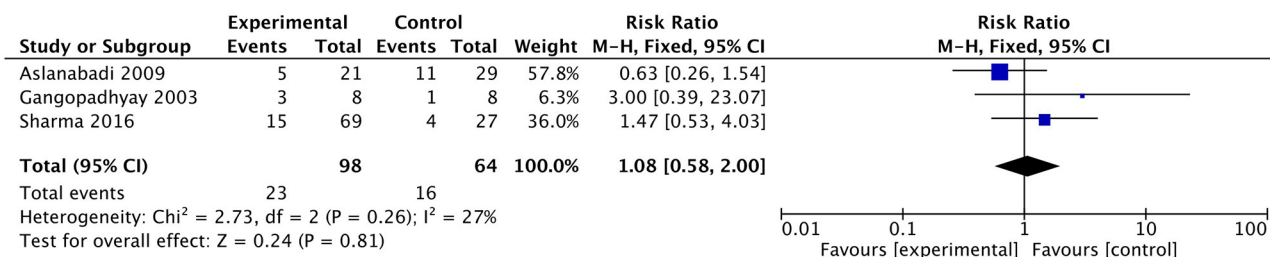 Experimental Control Risk Ratio Risk Ratio
Study or Subgroup Events Total Events Total Weight M-H, Fixed, 95% CI M-H, Fixed, 95% CI
Aslanabadi 2009 5 21 11 29 57.8% 0.63 [0.26, 1.54]
Gangopadhyay 2003 3 8 1 8 6.3% 3.00 [0.39, 23.07]
Sharma 2016 15 69 4 27 36.0% 1.47 [0.53, 4.03]
Total (95% CI) 98 64 100.0% 1.08 [0.58, 2.00]
Total events 23 16
Heterogeneity: Chi² = 2.73, df = 2 (P = 0.26); I² = 27%
Test for overall effect: Z = 0.24 (P = 0.81)
0.01 0.1 1 10 100
Favours [experimental] Favours [control]